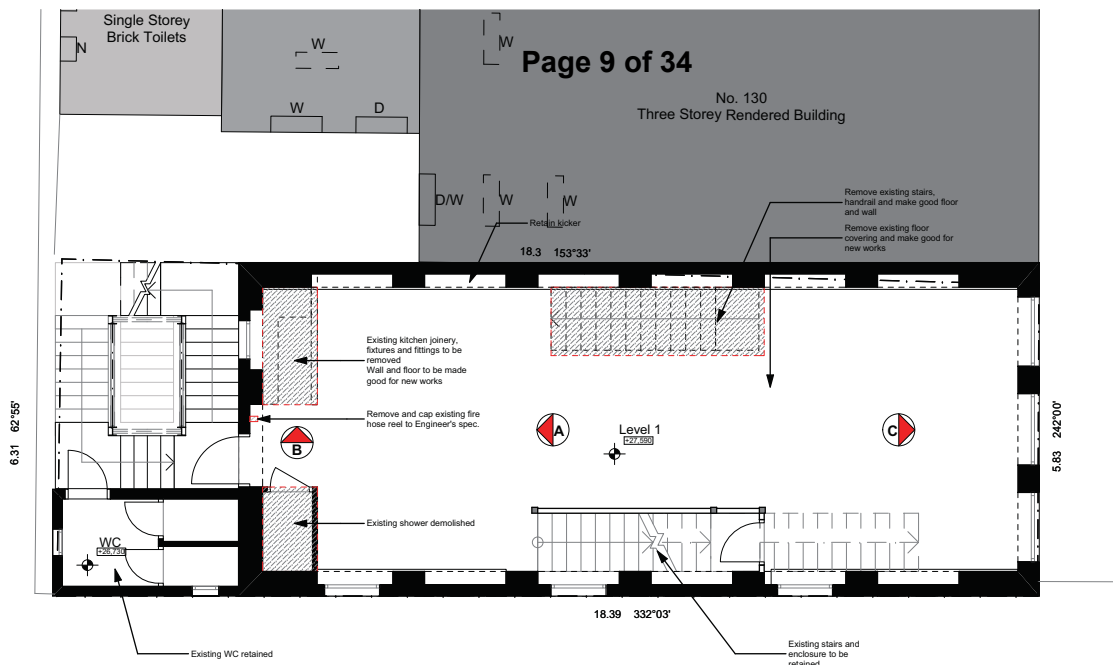 Single Storey
Brick Toilets
N
W
W
Page 9 of 34
No. 130
Three Storey Rendered Building
W
D
D/W
W
W
Remove existing stairs,
handrail and make good floor
and wall
Retain kicker
Remove existing floor
covering and make good for
new works
18.3 153°33'
Existing kitchen joinery,
fixtures and fittings to be
removed
Wall and floor to be made
good for new works
Remove and cap existing fire
hose reel to Engineer's spec.
6.31 62°55'
B
A
Level 1
+27,590
C
5.83 242°00'
Existing shower demolished
WC
+26,730
18.39 332°03'
Existing WC retained
Existing stairs and
enclosure to be
retained